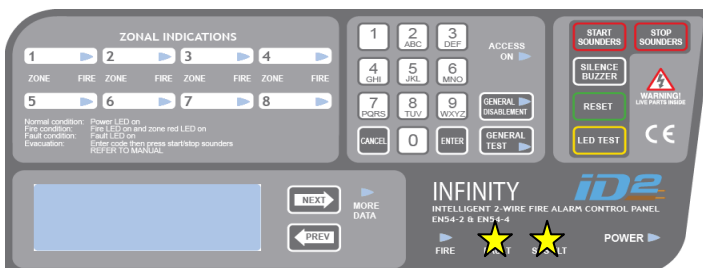 ZONAL INDICATIONS
1 2 3 4
ZONE FIRE ZONE FIRE ZONE FIRE ZONE FIRE
5 6 7 8
Normal condition: Power LED on
Fire condition: Fire LED on and zone red LED on
Fault condition: Fault LED on
Evacuation: Enter code then press start/stop sounders
REFER TO MANUAL
1 2 ABC 3 DEF
4 GHI 5 JKL 6 MNO
7 PQRS 8 TUV 9 WXYZ
CANCEL 0 ENTER
ACCESS
ON
GENERAL
DISABLEMENT
GENERAL
TEST
START
SOUNDERS
STOP
SOUNDERS
SILENCE
BUZZER
RESET
LED TEST
WARNING!
LIVE PARTS INSIDE
CE
NEXT
PREV
MORE
DATA
INFINITY iD2
INTELLIGENT 2-WIRE FIRE ALARM CONTROL PANEL
EN54-2 & EN54-4
FIRE
POWER